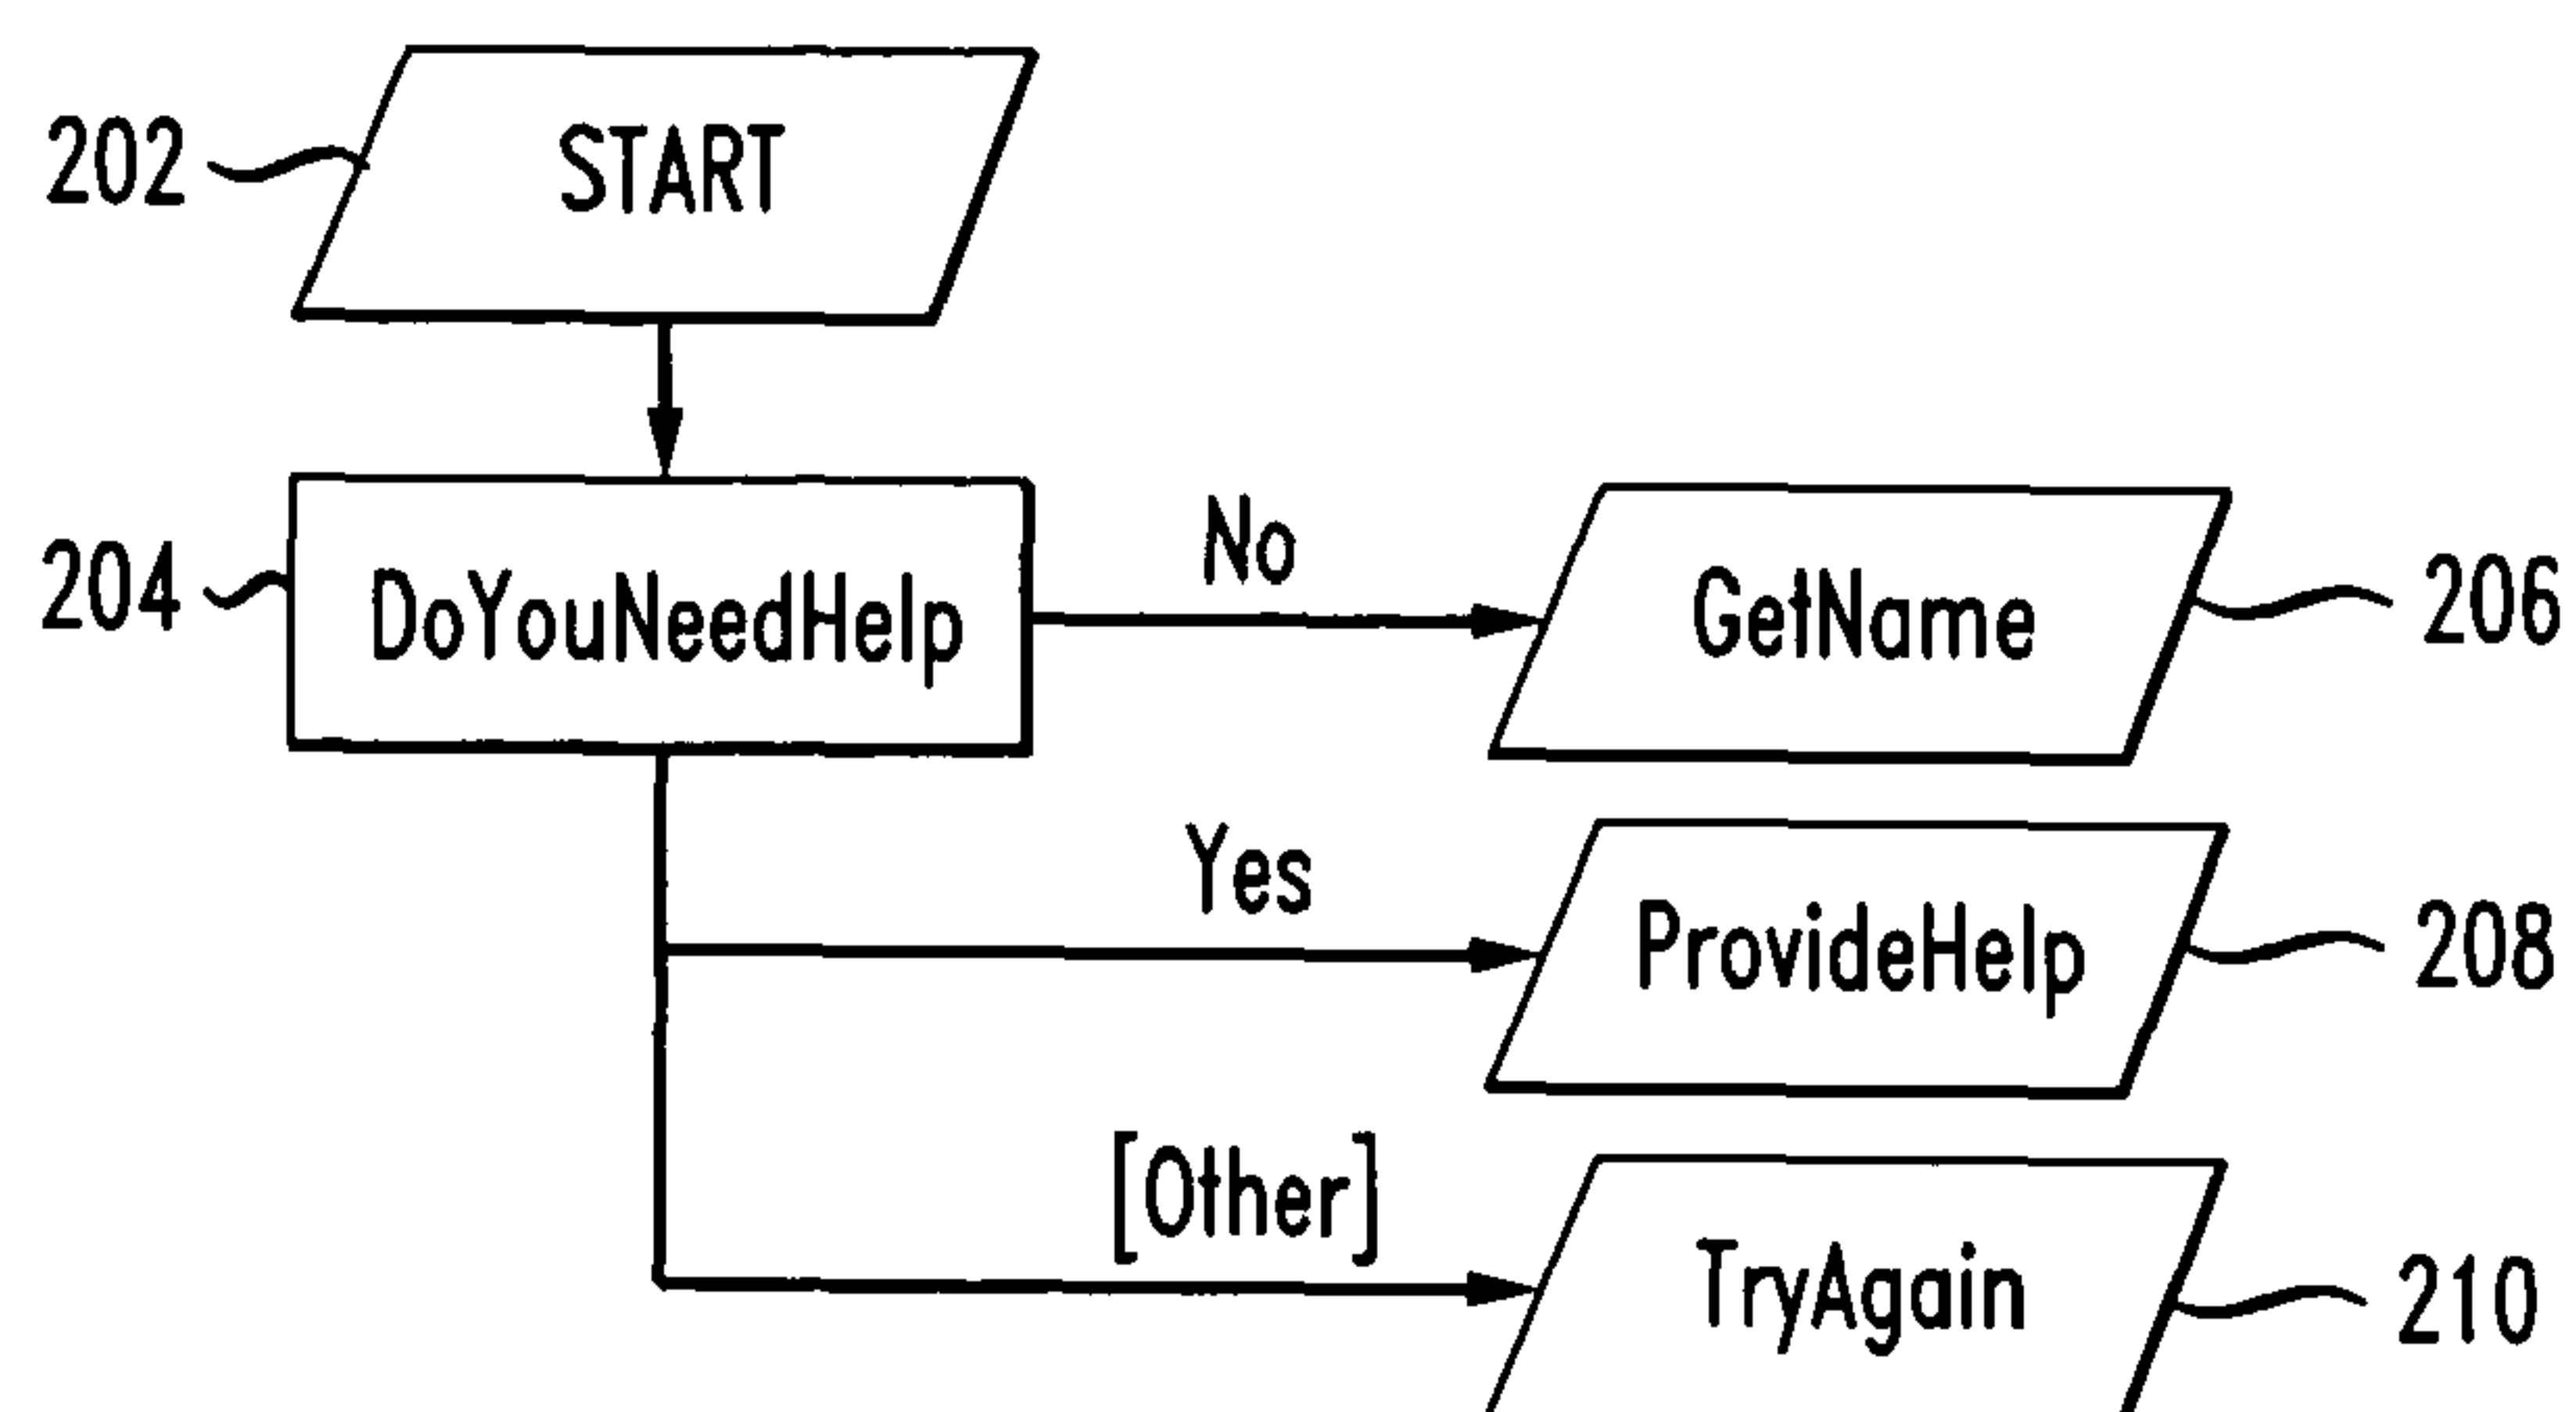 202
START
204
DoYouNeedHelp
No
GetName
206
Yes
ProvideHelp
208
[Other]
TryAgain
210